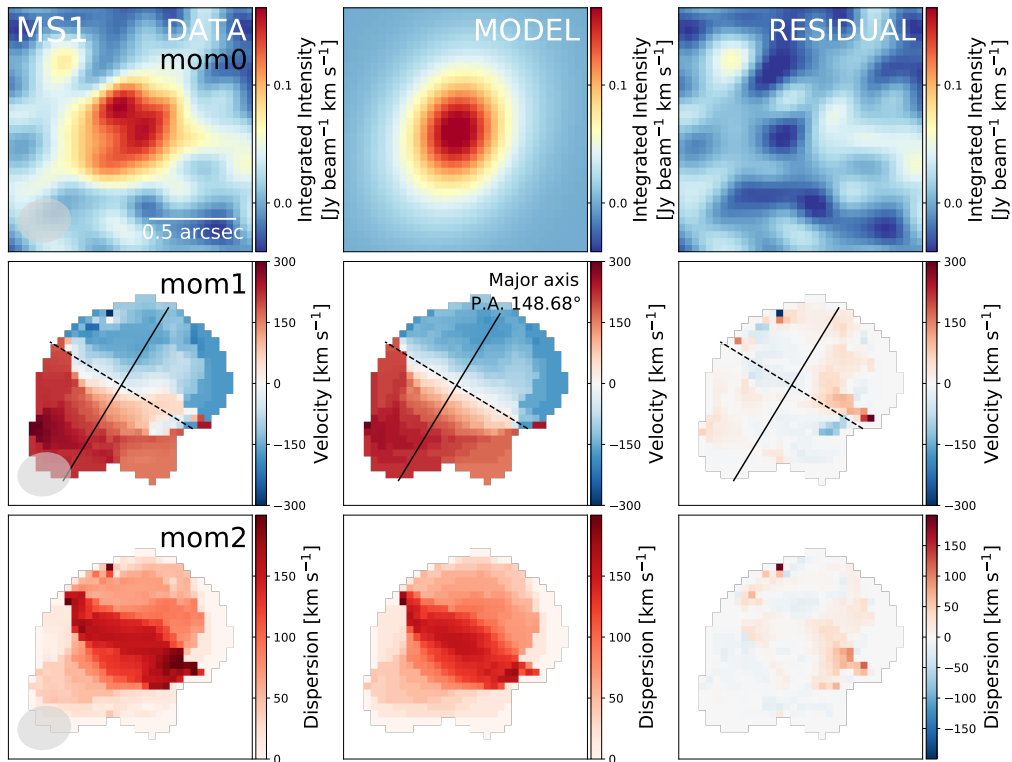 MS1 DATA
mom0
0.5 arcsec
0.1
0.0
Integrated Intensity
[Jy beam⁻¹ km s⁻¹]
MODEL
0.1
0.0
Integrated Intensity
[Jy beam⁻¹ km s⁻¹]
RESIDUAL
0.1
0.0
Integrated Intensity
[Jy beam⁻¹ km s⁻¹]
mom1
300
150
0
−150
−300
Velocity [km s⁻¹]
Major axis
P.A. 148.68°
300
150
0
−150
−300
Velocity [km s⁻¹]
300
150
0
−150
−300
Velocity [km s⁻¹]
mom2
150
100
50
0
Dispersion [km s⁻¹]
150
100
50
0
Dispersion [km s⁻¹]
150
100
50
0
−50
−100
−150
Dispersion [km s⁻¹]